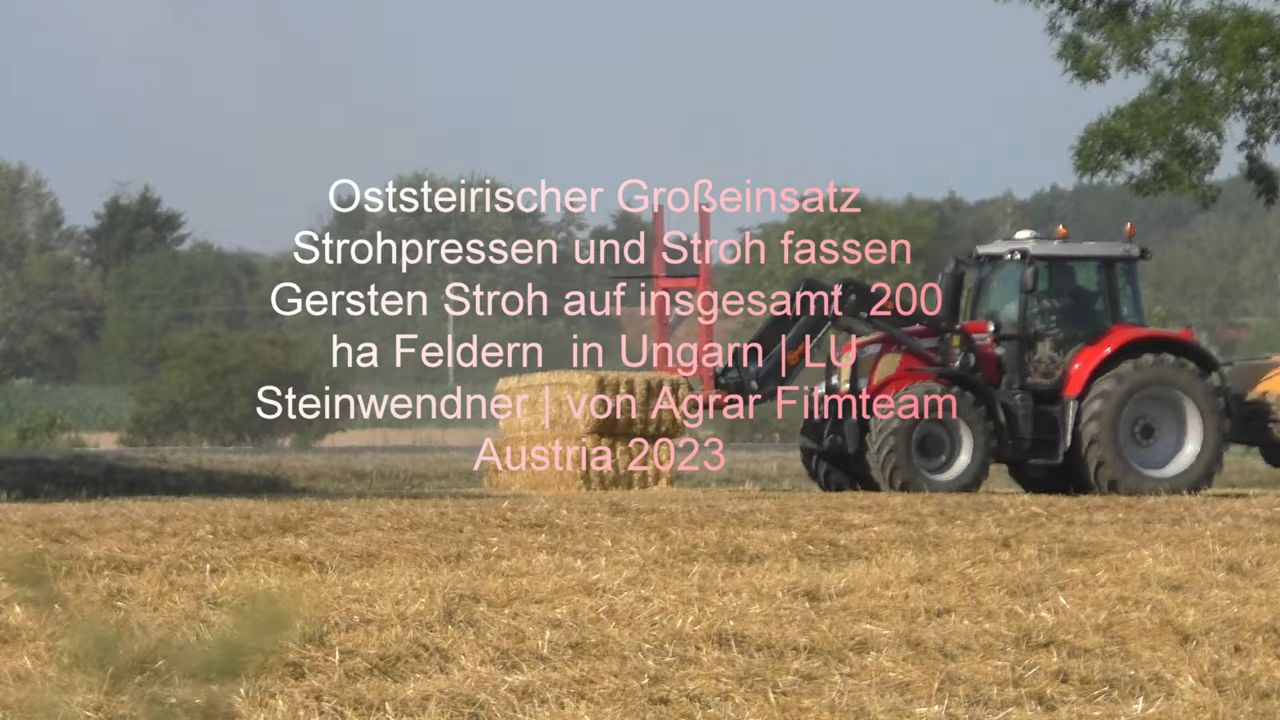 Oststeirischer Großeinsatz
Strohpressen und Stroh fassen
Gersten Stroh auf insgesamt  200
ha Feldern  in Ungarn | LU
Steinwendner | von Agrar Filmteam
Austria 2023